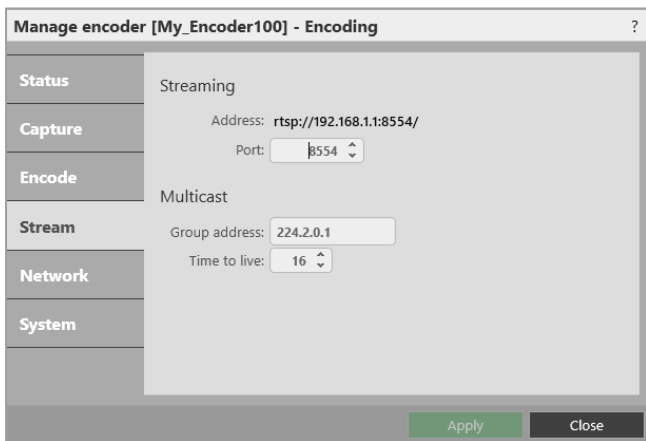 Manage encoder [My_Encoder100] - Encoding ?
Status
Capture
Encode
Stream
Network
System
Streaming
Address: rtsp://192.168.1.1:8554/
Port: 8554
Multicast
Group address: 224.2.0.1
Time to live: 16
Apply Close